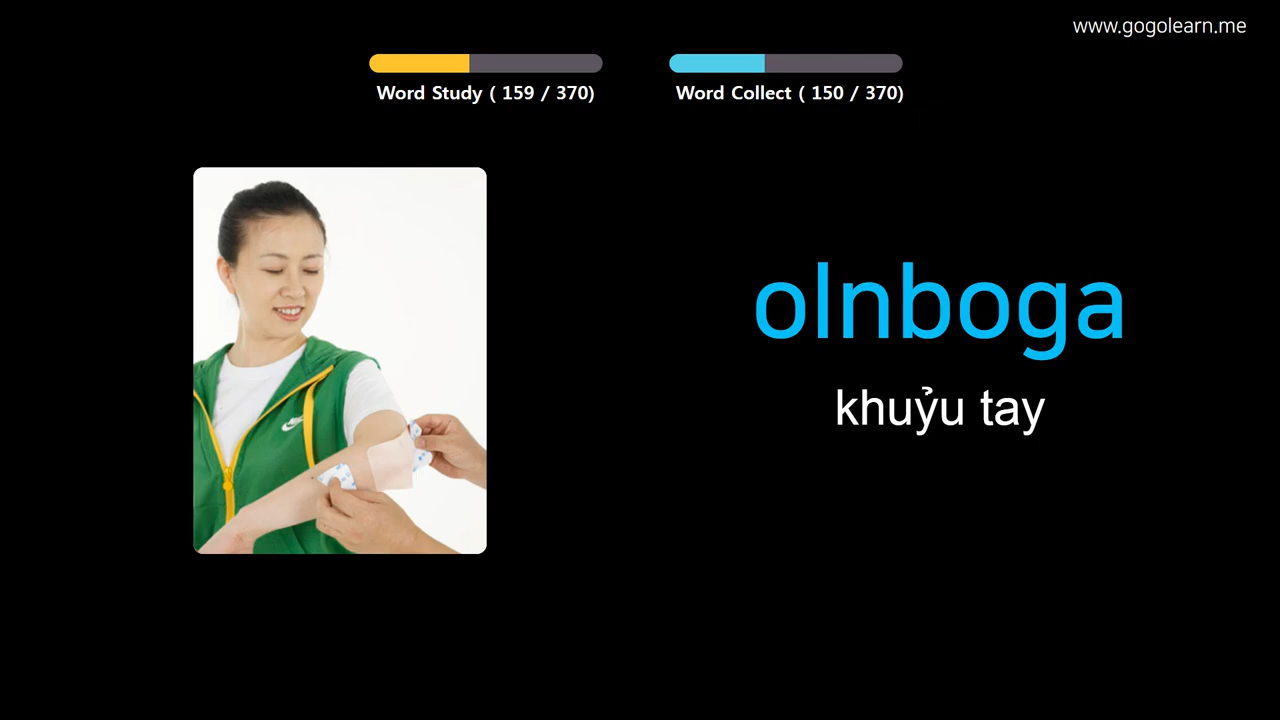 www.gogolearn.me
Word Study ( 159 / 370)
Word Collect ( 150 / 370)
olnboga
khuỷu tay